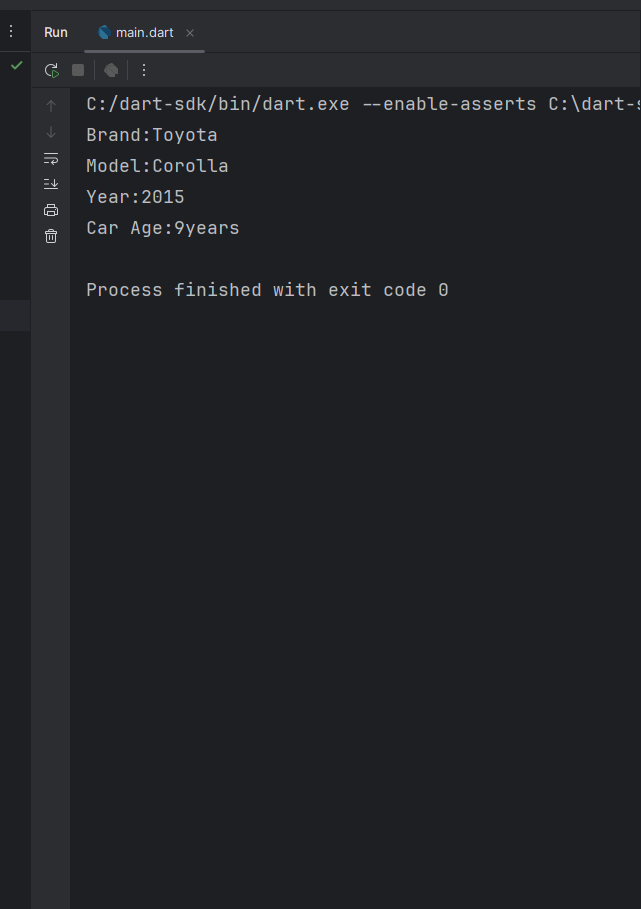 Run
main.dart
C:/dart-sdk/bin/dart.exe --enable-asserts C:\dart-s
Brand:Toyota
Model:Corolla
Year:2015
Car Age:9years
Process finished with exit code 0